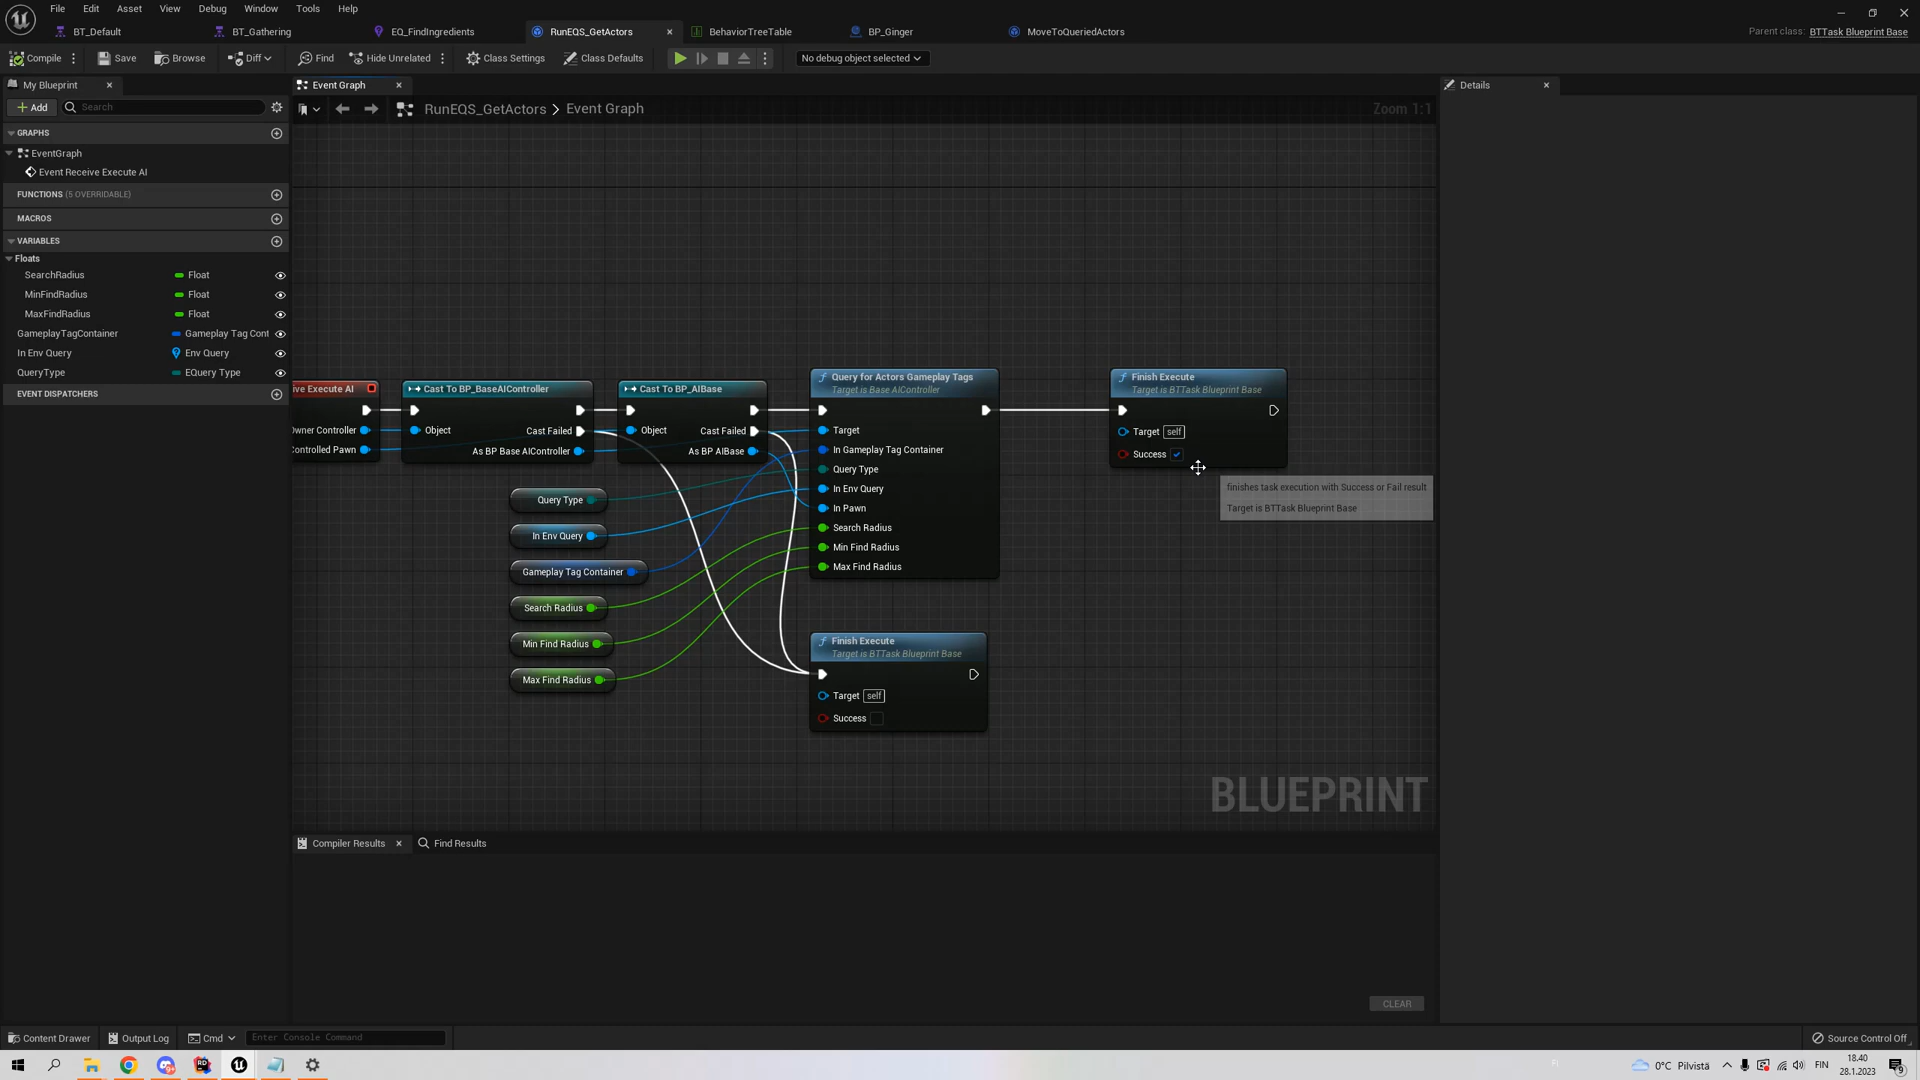 File Edit Asset View Debug Window Tools Help
BT_Default BT_Gathering EQ_FindIngredients RunEQS_GetActors BehaviorTreeTable BP_Ginger MoveToQueriedActors
Parent class: BTTask Blueprint Base
Compile Save Browse Diff Find Hide Unrelated Class Settings Class Defaults No debug object selected
My Blueprint
Event Graph
Details
Add Search
RunEQS_GetActors > Event Graph
Zoom 1:1
GRAPHS
EventGraph
Event Receive Execute AI
FUNCTIONS (5 OVERRIDABLE)
MACROS
VARIABLES
Floats
SearchRadius Float
MinFindRadius Float
MaxFindRadius Float
GameplayTagContainer Gameplay Tag Cont
In Env Query Env Query
QueryType EQuery Type
EVENT DISPATCHERS
ive Execute AI
Owner Controller
Controlled Pawn
Cast To BP_BaseAIController
Object Cast Failed
As BP Base AIController
Cast To BP_AIBase
Object Cast Failed
As BP AIBase
Query for Actors Gameplay Tags
Target is Base AIController
Target
In Gameplay Tag Container
Query Type
In Env Query
In Pawn
Search Radius
Min Find Radius
Max Find Radius
Finish Execute
Target is BTTask Blueprint Base
Target self
Success
finishes task execution with Success or Fail result
Target is BTTask Blueprint Base
Query Type
In Env Query
Gameplay Tag Container
Search Radius
Min Find Radius
Max Find Radius
Finish Execute
Target is BTTask Blueprint Base
Target self
Success
BLUEPRINT
Compiler Results Find Results
CLEAR
Content Drawer Output Log Cmd Enter Console Command
Source Control Off
0°C Pilvistä FIN 18.40
28.1.2023